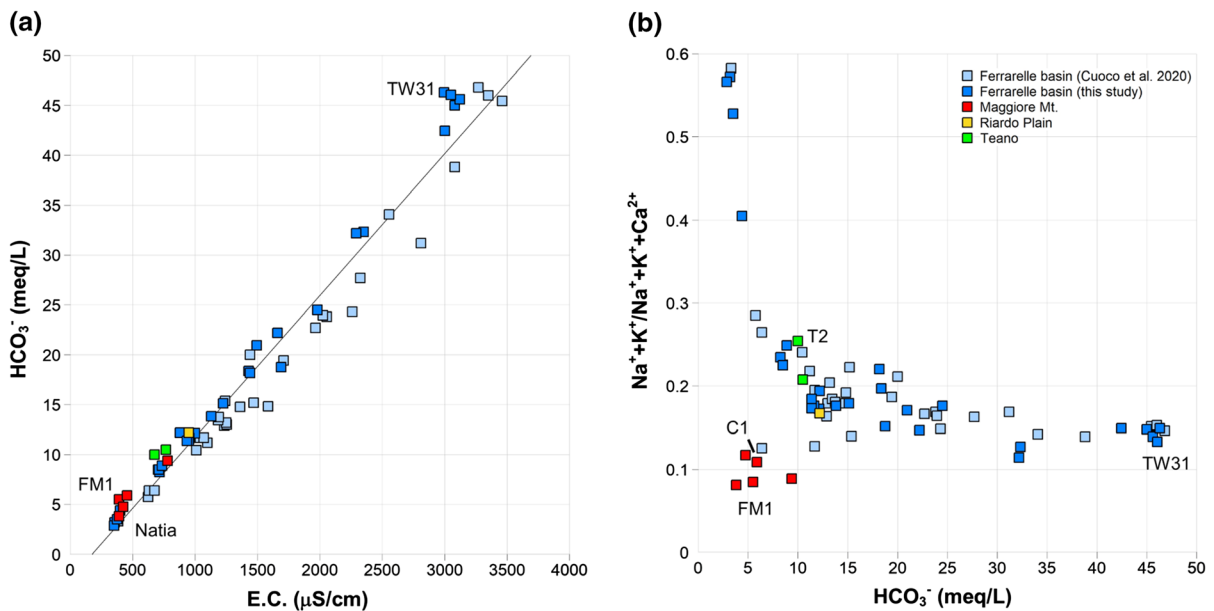 (a)
HCO₃⁻ (meq/L)
50
45
40
35
30
25
20
15
10
5
0
TW31
FM1
Natia
0 500 1000 1500 2000 2500 3000 3500 4000
E.C. (µS/cm)
(b)
Na⁺+K⁺/Na⁺+K⁺+Ca²⁺
0.6
0.5
0.4
0.3
0.2
0.1
0
Ferrarelle basin (Cuoco et al. 2020)
Ferrarelle basin (this study)
Maggiore Mt.
Riardo Plain
Teano
T2
C1
FM1
TW31
0 5 10 15 20 25 30 35 40 45 50
HCO₃⁻ (meq/L)